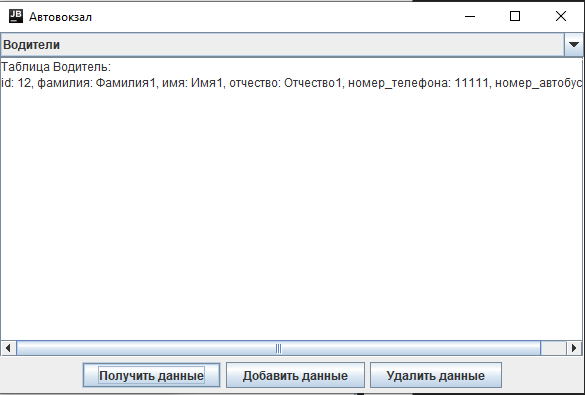 JB
Автовокзал
Водители
Таблица Водитель:
id: 12, фамилия: Фамилия1, имя: Имя1, отчество: Отчество1, номер_телефона: 11111, номер_автобус
Получить данные
Добавить данные
Удалить данные